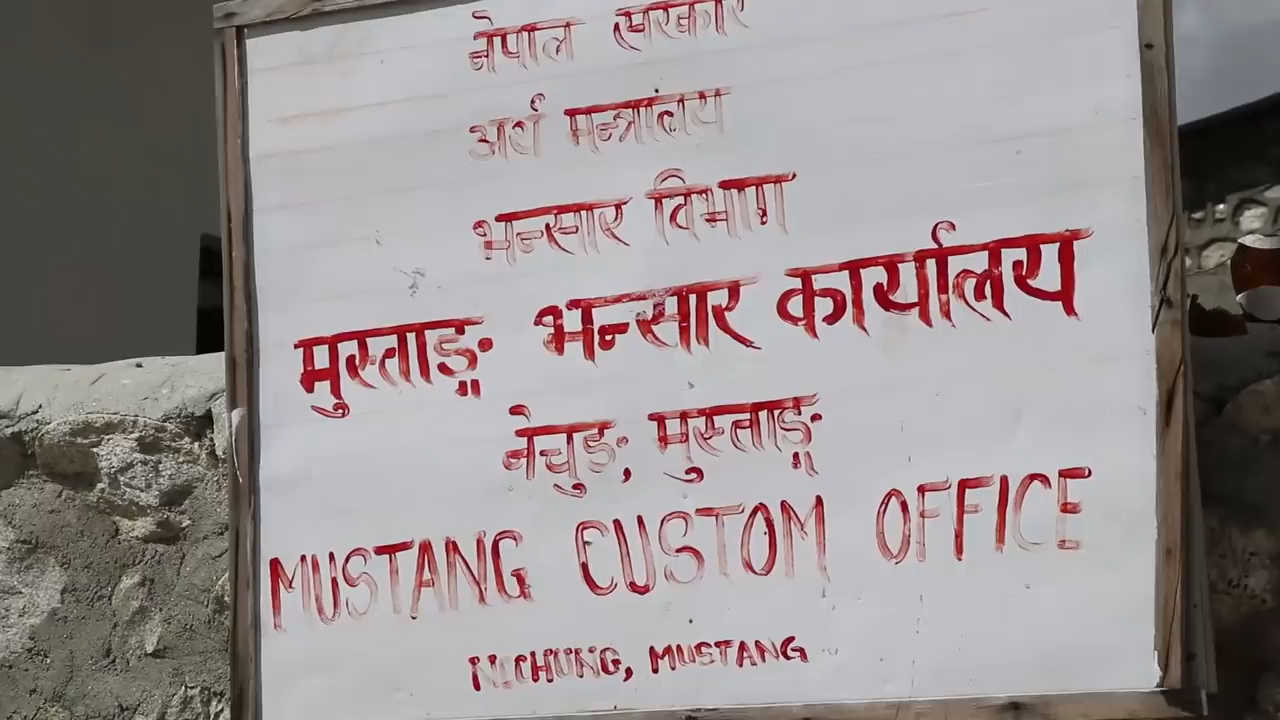 नेपाल सरकार
अर्थ मन्त्रालय
भन्सार विभाग
मुस्ताङ्ग भन्सार कार्यालय
नेचुङ, मुस्ताङ्ग
MUSTANG CUSTOM OFFICE
NICHUNG, MUSTANG